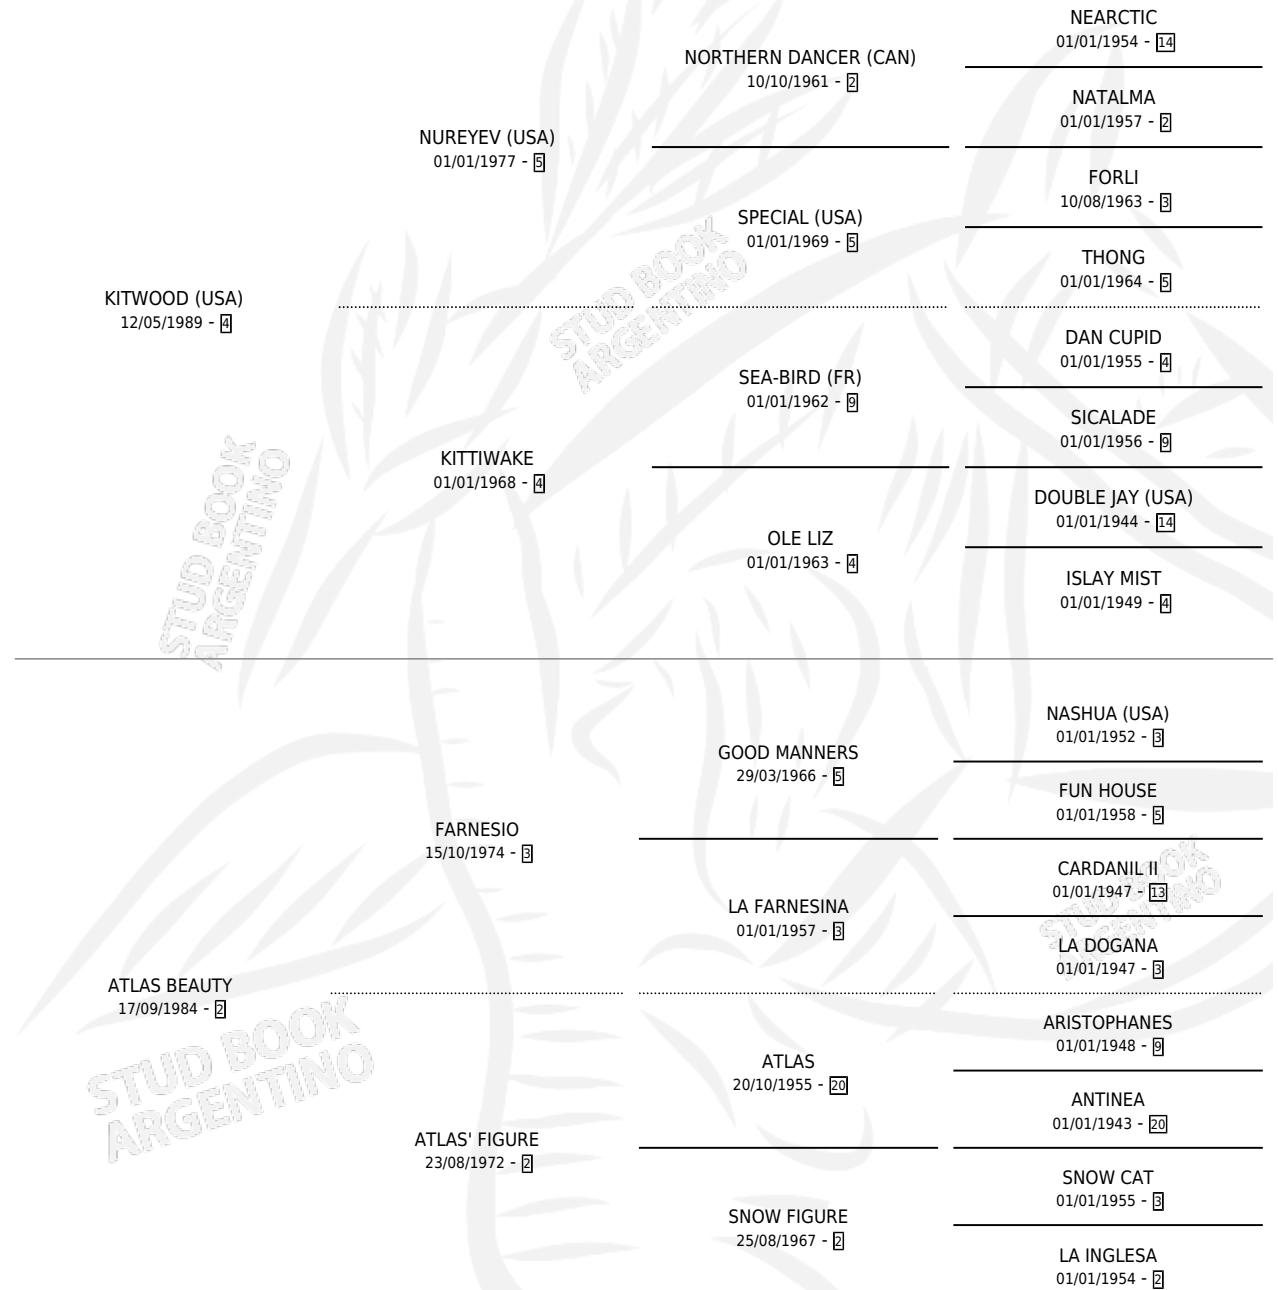 NEARCTIC
01/01/1954 - 14
NORTHERN DANCER (CAN)
10/10/1961 - 2
NATALMA
01/01/1957 - 2
NUREYEV (USA)
01/01/1977 - 5
FORLI
10/08/1963 - 3
SPECIAL (USA)
01/01/1969 - 5
THONG
01/01/1964 - 5
KITWOOD (USA)
12/05/1989 - 4
DAN CUPID
01/01/1955 - 4
SEA-BIRD (FR)
01/01/1962 - 9
SICALADE
01/01/1956 - 9
KITTIWAKE
01/01/1968 - 4
DOUBLE JAY (USA)
01/01/1944 - 14
OLE LIZ
01/01/1963 - 4
ISLAY MIST
01/01/1949 - 4
STUD BOOK
ARGENTINO
STUD BOOK
ARGENTINO
NASHUA (USA)
01/01/1952 - 3
GOOD MANNERS
29/03/1966 - 5
FUN HOUSE
01/01/1958 - 5
FARNESIO
15/10/1974 - 3
CARDANIL II
01/01/1947 - 13
LA FARNESINA
01/01/1957 - 3
LA DOGANA
01/01/1947 - 3
STUD BOOK
ARGENTINO
ATLAS BEAUTY
17/09/1984 - 2
ARISTOPHANES
01/01/1948 - 9
ATLAS
20/10/1955 - 20
ANTINEA
01/01/1943 - 20
ATLAS' FIGURE
23/08/1972 - 2
SNOW CAT
01/01/1955 - 3
SNOW FIGURE
25/08/1967 - 2
LA INGLESA
01/01/1954 - 2
STUD BOOK
ARGENTINO